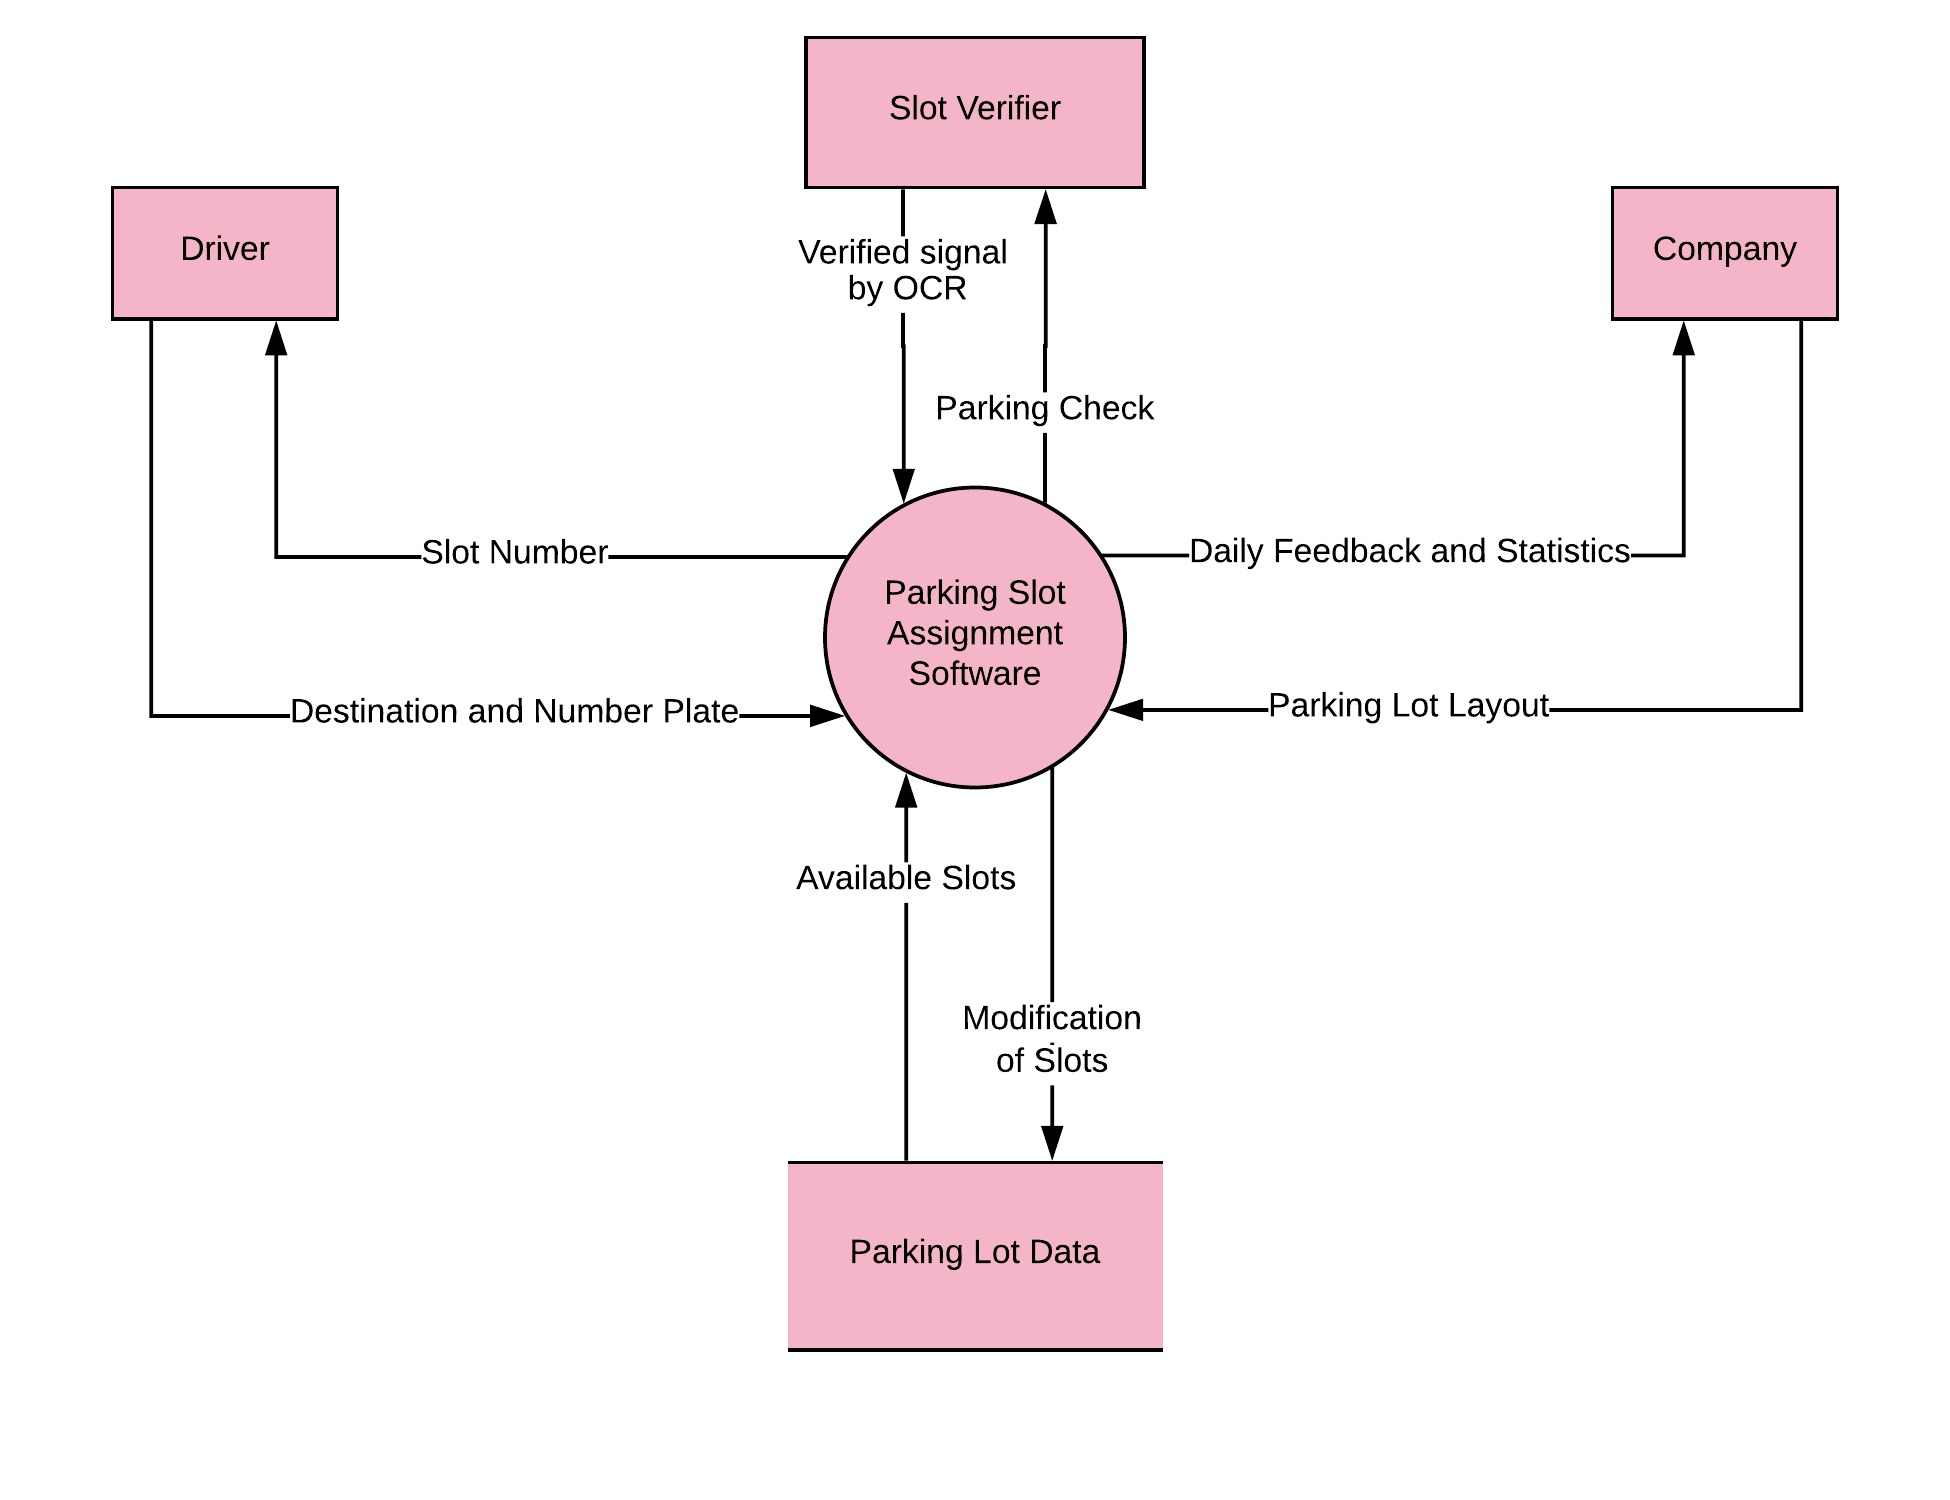 Slot Verifier
Driver
Company
Verified signal
by OCR
Parking Check
Slot Number
Daily Feedback and Statistics
Parking Slot
Assignment
Software
Destination and Number Plate
Parking Lot Layout
Available Slots
Modification
of Slots
Parking Lot Data